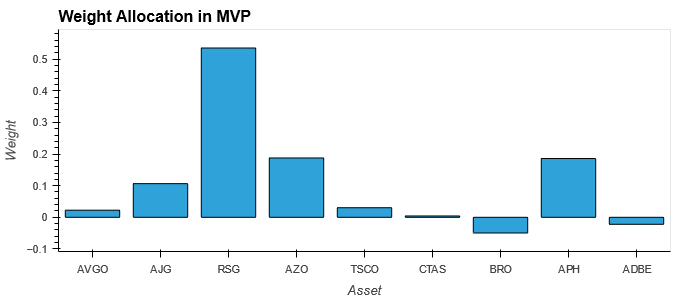 Weight Allocation in MVP
Weight
0.5
0.4
0.3
0.2
0.1
0
−0.1
AVGO AJG RSG AZO TSCO CTAS BRO APH ADBE
Asset